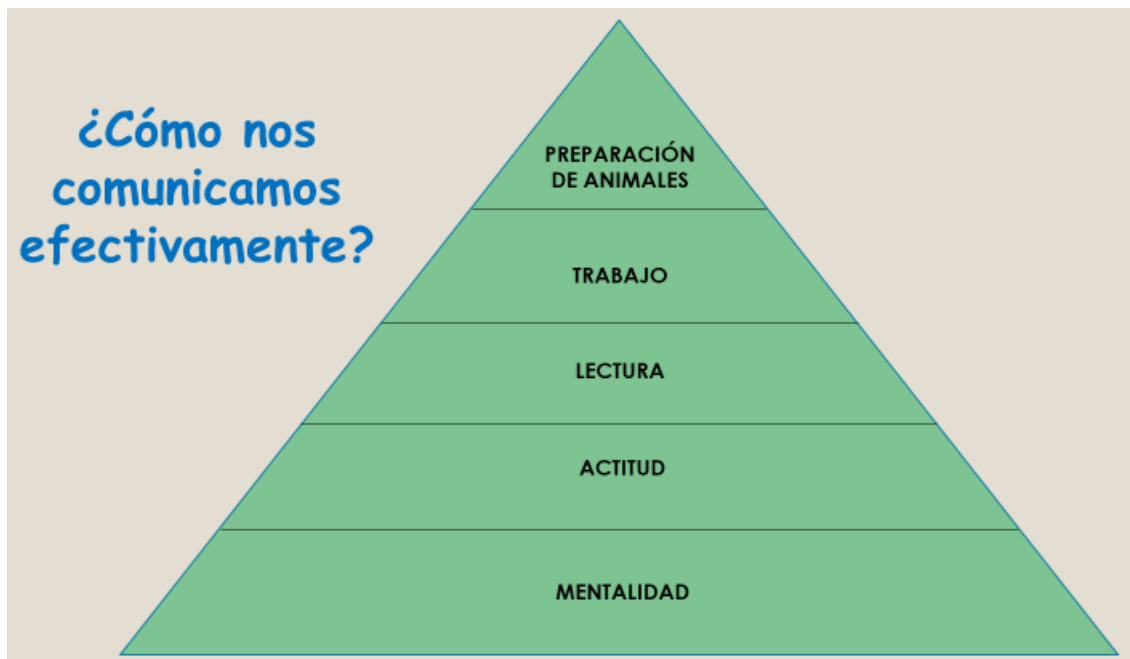 ¿Cómo nos
comunicamos
efectivamente?
PREPARACIÓN
DE ANIMALES
TRABAJO
LECTURA
ACTITUD
MENTALIDAD